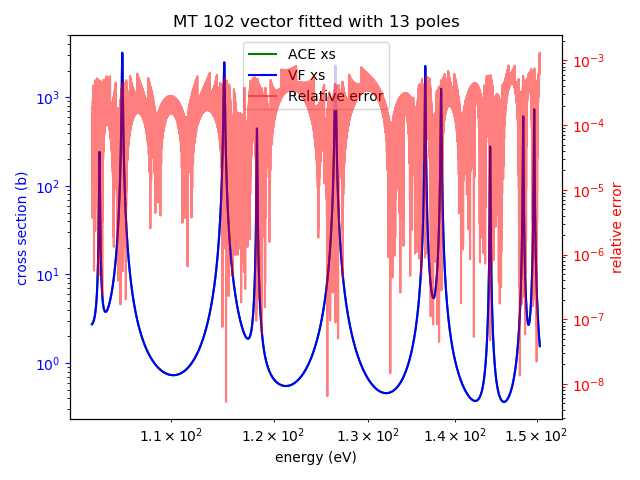 MT 102 vector fitted with 13 poles
ACE xs
VF xs
Relative error
cross section (b)
10³
10²
10¹
10⁰
10⁻³
10⁻⁴
10⁻⁵
10⁻⁶
10⁻⁷
10⁻⁸
relative error
1.1 × 10² 1.2 × 10² 1.3 × 10² 1.4 × 10² 1.5 × 10²
energy (eV)